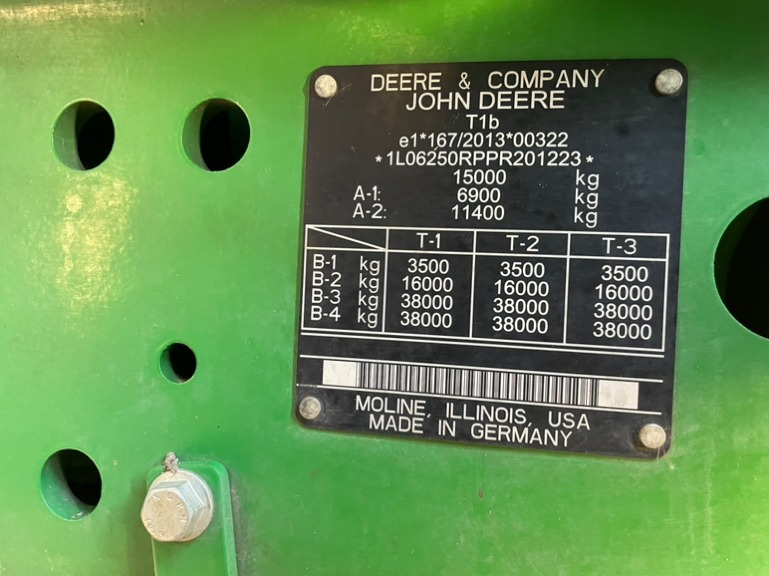 DEERE & COMPANY
JOHN DEERE
T1b
e1*167/2013*00322
*1L06250RPPR201223*
15000 kg
A-1: 6900 kg
A-2: 11400 kg
T-1 T-2 T-3
B-1 kg 3500 3500 3500
B-2 kg 16000 16000 16000
B-3 kg 38000 38000 38000
B-4 kg 38000 38000 38000
MOLINE, ILLINOIS, USA
MADE IN GERMANY